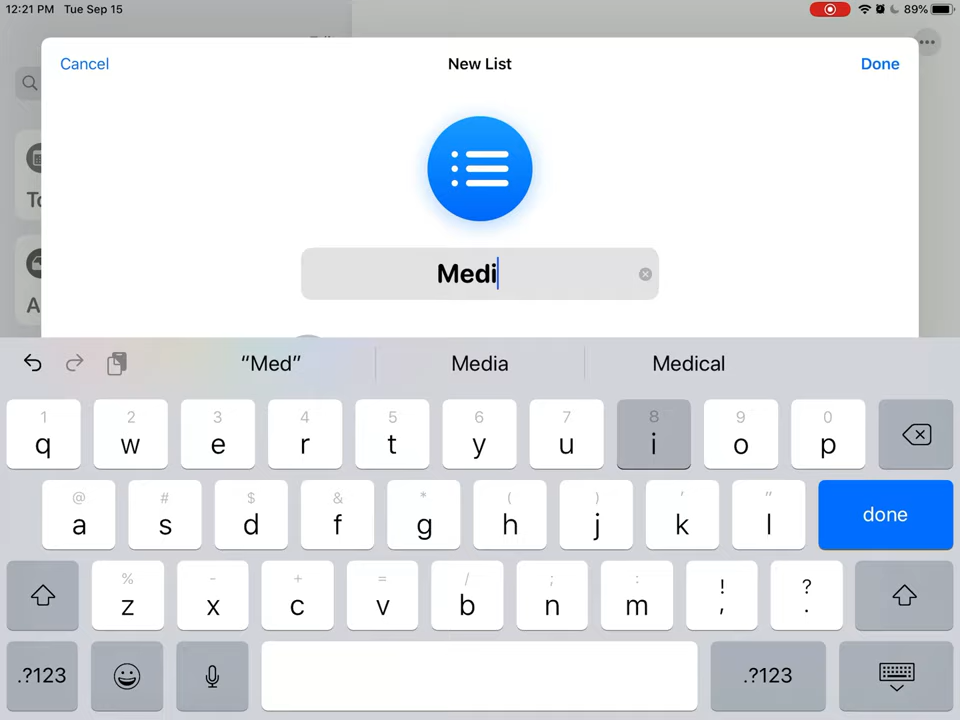 12:21 PM Tue Sep 15
89%
Cancel
New List
Done
Medi
"Med"
Media
Medical
1 2 3 4 5 6 7 8 9 0
q w e r t y u i o p
@ # $ & * ( ) ' "
a s d f g h j k l done
% - + = / ; : ! ?
z x c v b n m , .
.?123 .?123